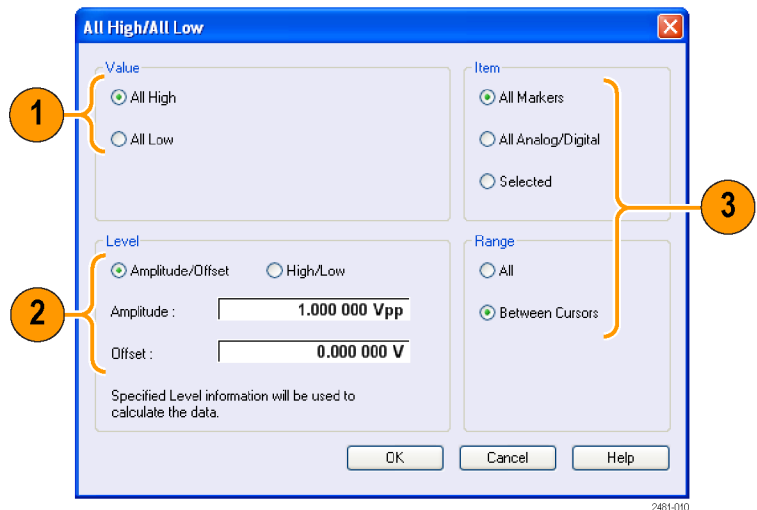 All High/All Low
Value
All High
All Low
1
Item
All Markers
All Analog/Digital
Selected
3
Level
Amplitude/Offset High/Low
Amplitude : 1.000 000 Vpp
Offset : 0.000 000 V
Specified Level information will be used to
calculate the data.
2
Range
All
Between Cursors
OK Cancel Help
2481-010